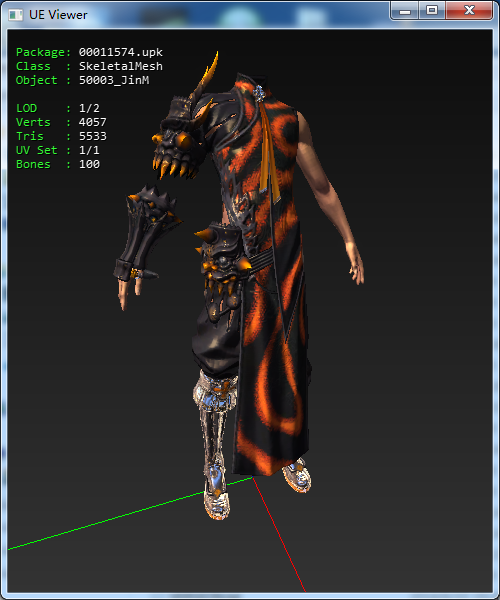 UE Viewer
Package: 00011574.upk
Class : SkeletalMesh
Object : 50003_JinM
LOD : 1/2
Verts : 4057
Tris : 5533
UV Set : 1/1
Bones : 100